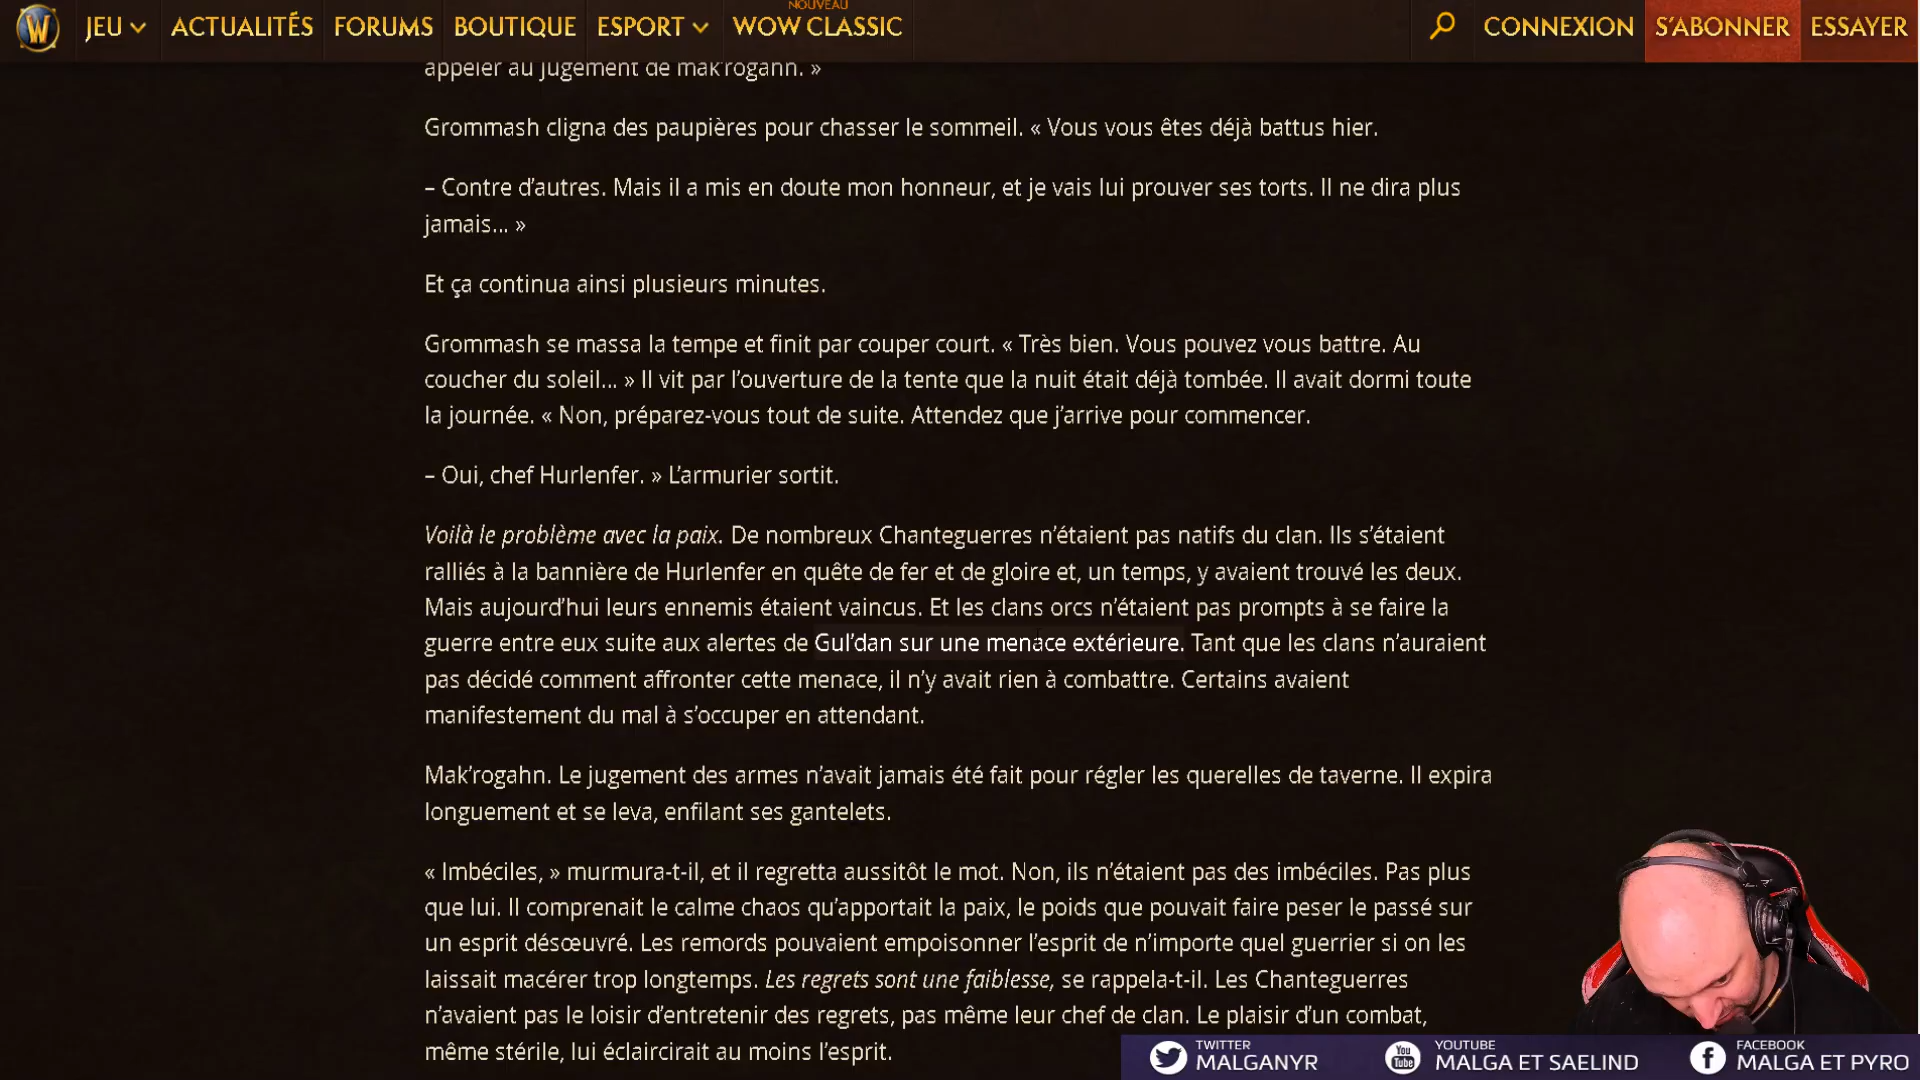 NOUVEAU
JEU ACTUALITÉS FORUMS BOUTIQUE ESPORT WOW CLASSIC CONNEXION S'ABONNER ESSAYER
appeler au jugement de mak'rogahn. »
Grommash cligna des paupières pour chasser le sommeil. « Vous vous êtes déjà battus hier.
– Contre d'autres. Mais il a mis en doute mon honneur, et je vais lui prouver ses torts. Il ne dira plus
jamais... »
Et ça continua ainsi plusieurs minutes.
Grommash se massa la tempe et finit par couper court. « Très bien. Vous pouvez vous battre. Au
coucher du soleil... » Il vit par l'ouverture de la tente que la nuit était déjà tombée. Il avait dormi toute
la journée. « Non, préparez-vous tout de suite. Attendez que j'arrive pour commencer.
– Oui, chef Hurlenfer. » L'armurier sortit.
Voilà le problème avec la paix. De nombreux Chanteguerres n'étaient pas natifs du clan. Ils s'étaient
ralliés à la bannière de Hurlenfer en quête de fer et de gloire et, un temps, y avaient trouvé les deux.
Mais aujourd'hui leurs ennemis étaient vaincus. Et les clans orcs n'étaient pas prompts à se faire la
guerre entre eux suite aux alertes de Gul'dan sur une menace extérieure. Tant que les clans n'auraient
pas décidé comment affronter cette menace, il n'y avait rien à combattre. Certains avaient
manifestement du mal à s'occuper en attendant.
Mak'rogahn. Le jugement des armes n'avait jamais été fait pour régler les querelles de taverne. Il expira
longuement et se leva, enfilant ses gantelets.
« Imbéciles, » murmura-t-il, et il regretta aussitôt le mot. Non, ils n'étaient pas des imbéciles. Pas plus
que lui. Il comprenait le calme chaos qu'apportait la paix, le poids que pouvait faire peser le passé sur
un esprit désœuvré. Les remords pouvaient empoisonner l'esprit de n'importe quel guerrier si on les
laissait macérer trop longtemps. Les regrets sont une faiblesse, se rappela-t-il. Les Chanteguerres
n'avaient pas le loisir d'entretenir des regrets, pas même leur chef de clan. Le plaisir d'un combat,
même stérile, lui éclaircirait au moins l'esprit.
TWITTER
MALGANYR
YOUTUBE
MALGA ET SAELIND
FACEBOOK
MALGA ET PYRO